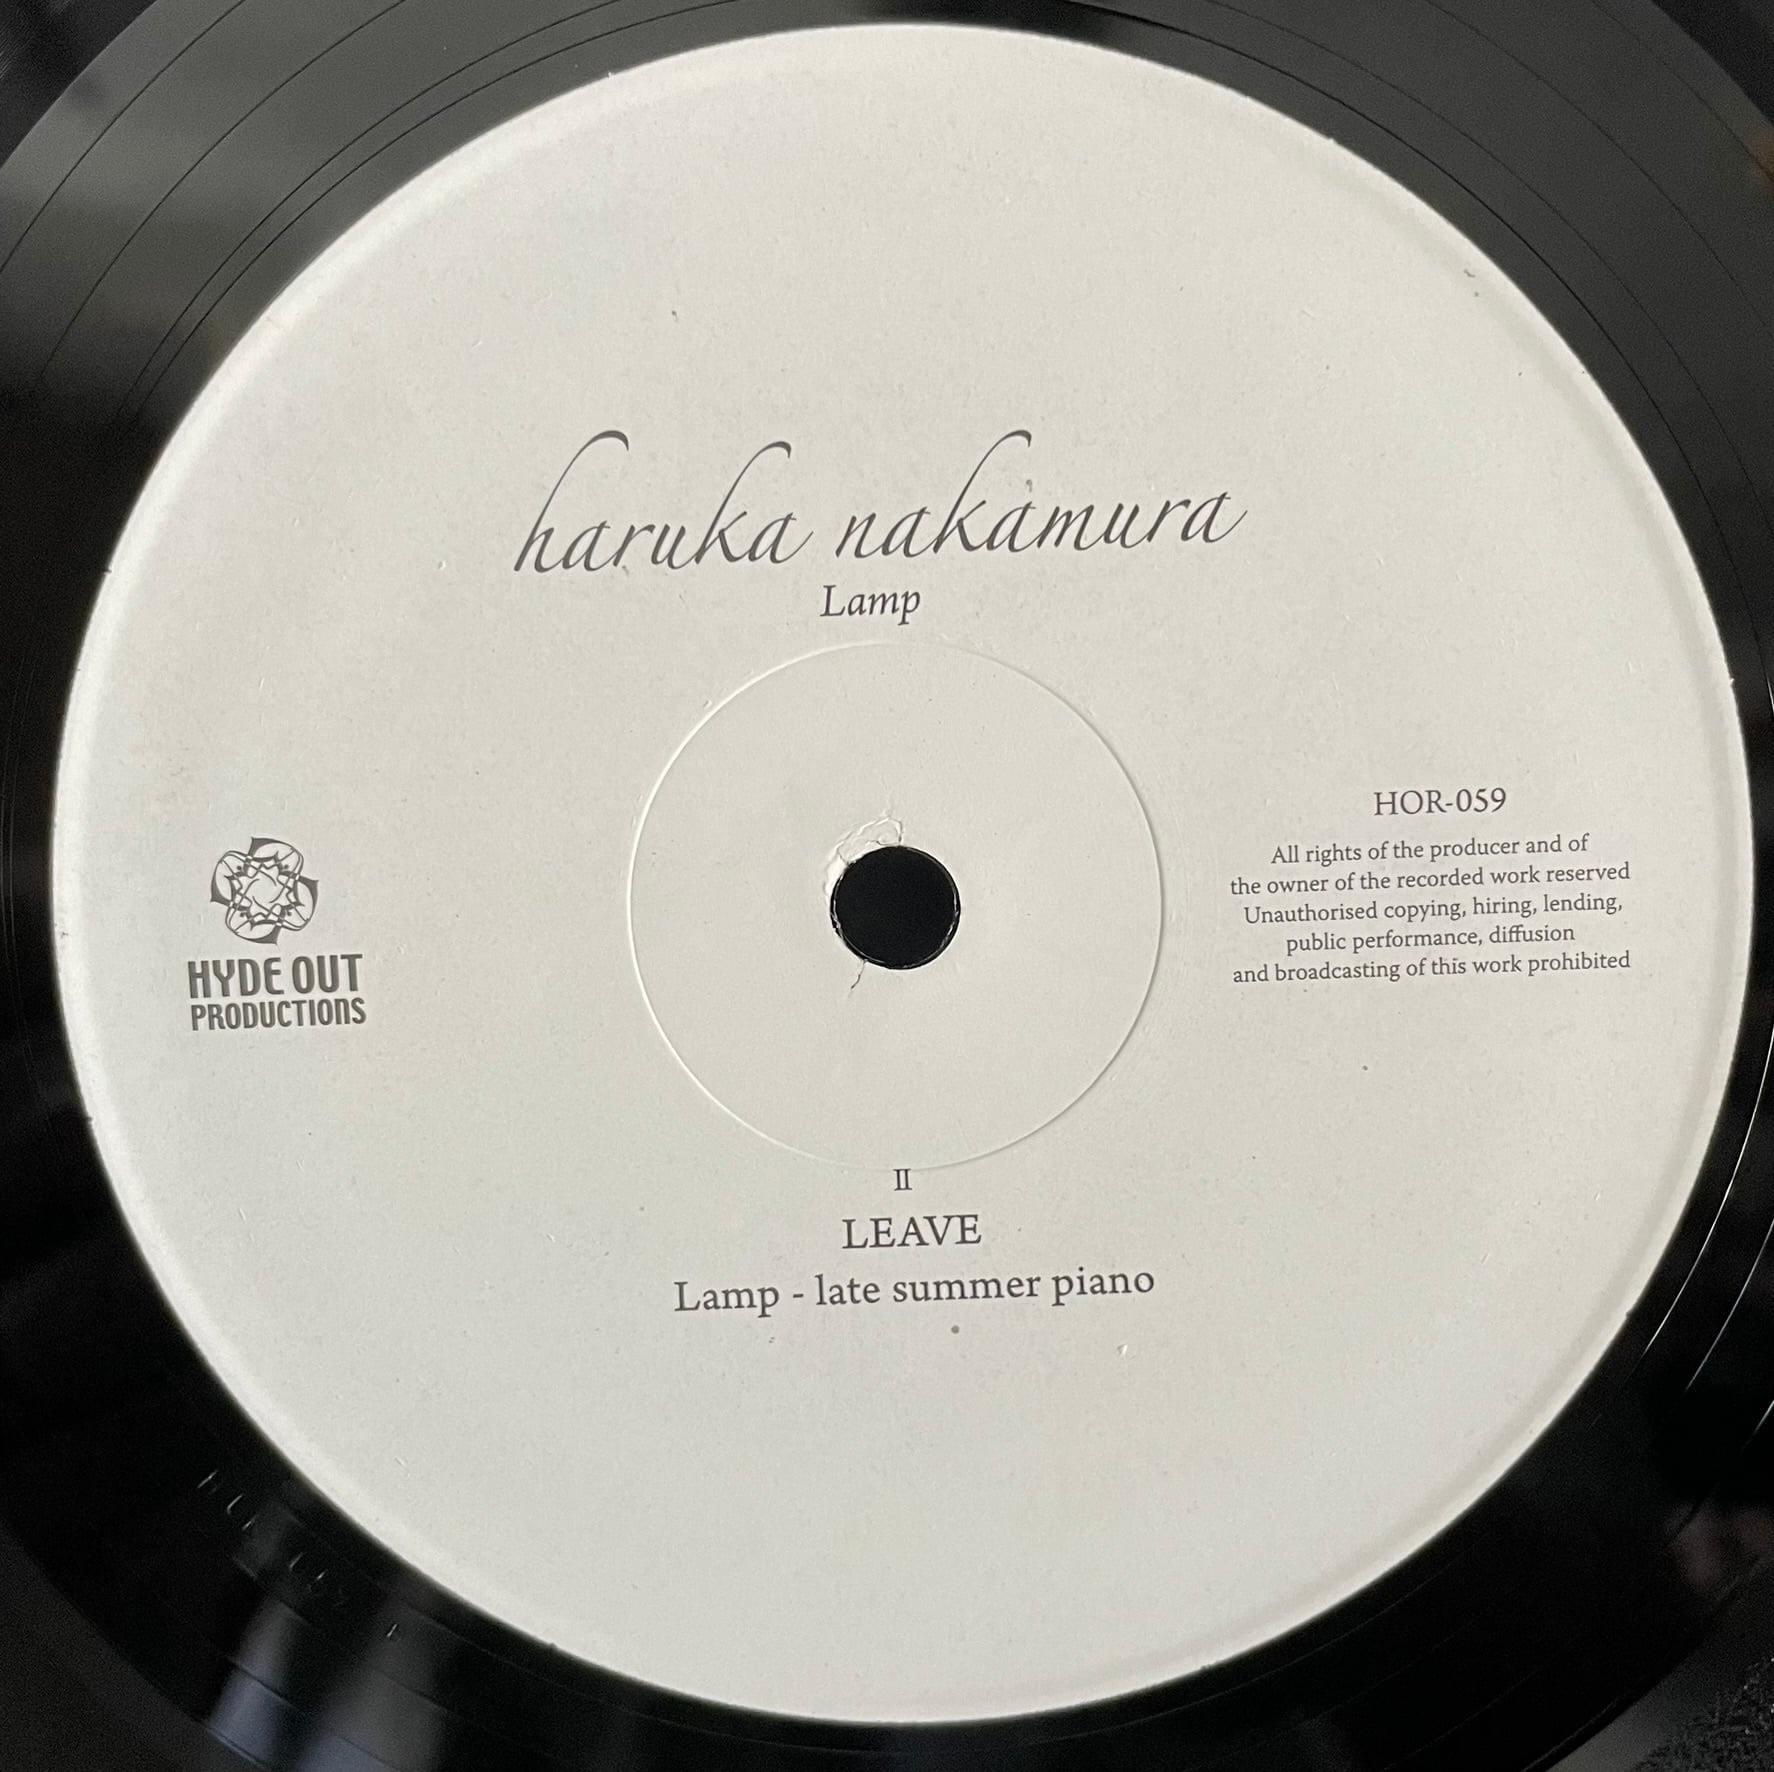 haruka nakamura
Lamp
HYDE OUT
PRODUCTIONS
HOR-059
All rights of the producer and of
the owner of the recorded work reserved
Unauthorised copying, hiring, lending,
public performance, diffusion
and broadcasting of this work prohibited
II
LEAVE
Lamp - late summer piano